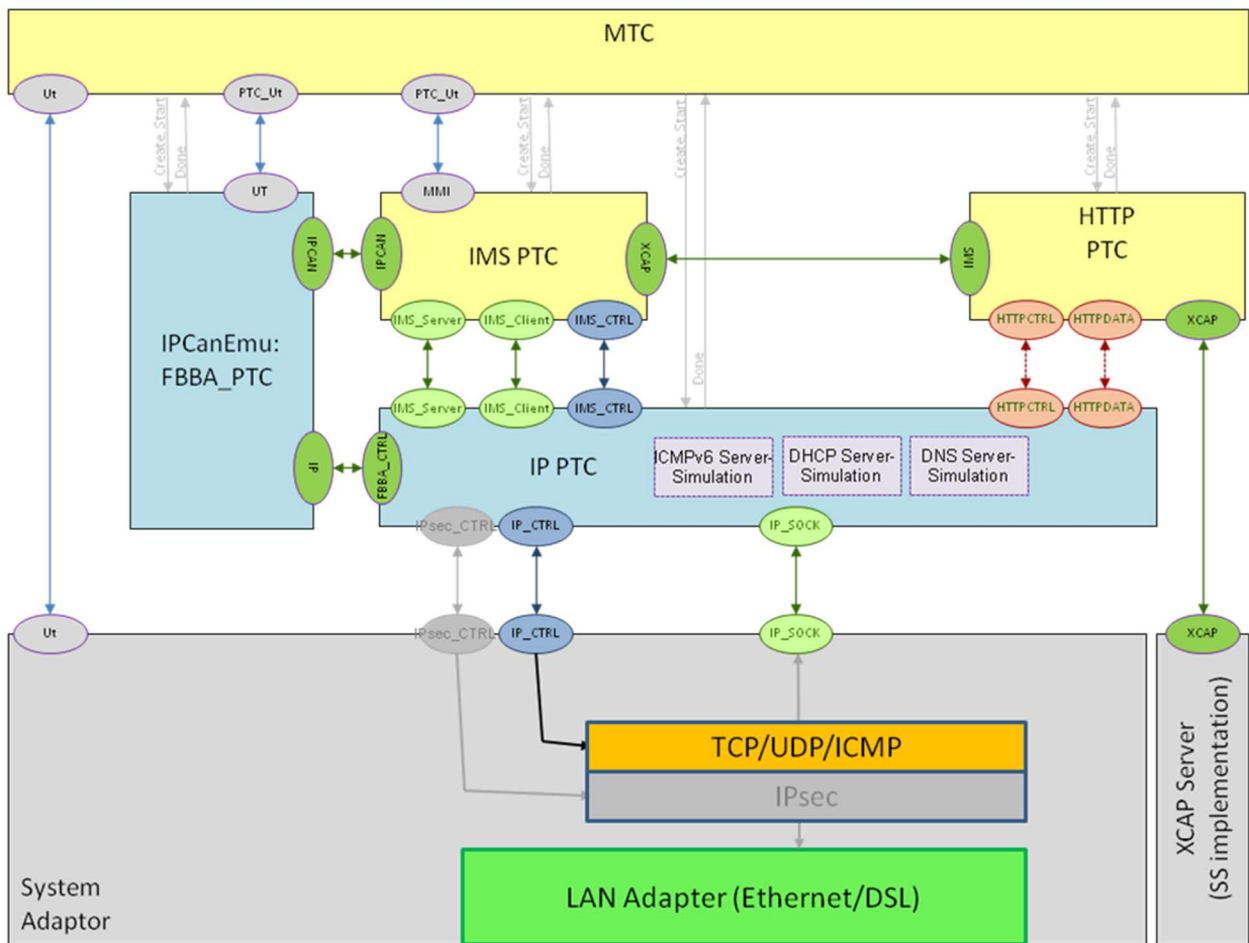 MTC
Ut
PTC_Ut
PTC_Ut
Create_Start
Done
Create_Start
Done
Create_Start
Done
Create_Start
Done
UT
MMI
IPCAN
IPCAN
IMS PTC
XCAP
SMI
HTTP
PTC
IMS_Server
IMS_Client
IMS_CTRL
HTTPCTRL
HTTPDATA
XCAP
IPCanEmu:
FBBA_PTC
IMS_Server
IMS_Client
IMS_CTRL
HTTPCTRL
HTTPDATA
IP
FBBA_CTRL
IP PTC
ICMPv6 Server-
Simulation
DHCP Server-
Simulation
DNS Server-
Simulation
IPsec_CTRL
IP_CTRL
IP_SOCK
Ut
IPsec_CTRL
IP_CTRL
IP_SOCK
XCAP
TCP/UDP/ICMP
IPsec
LAN Adapter (Ethernet/DSL)
System
Adaptor
XCAP Server
(SS implementation)